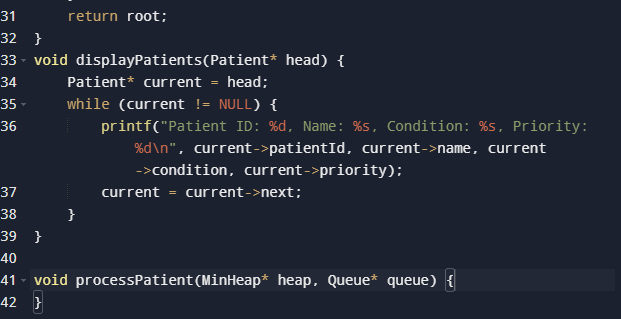 31 return root;
32 }
33 void displayPatients(Patient* head) {
34 Patient* current = head;
35 while (current != NULL) {
36 printf("Patient ID: %d, Name: %s, Condition: %s, Priority:
%d\n", current->patientId, current->name, current
->condition, current->priority);
37 current = current->next;
38 }
39 }
40
41 void processPatient(MinHeap* heap, Queue* queue) {
42 }